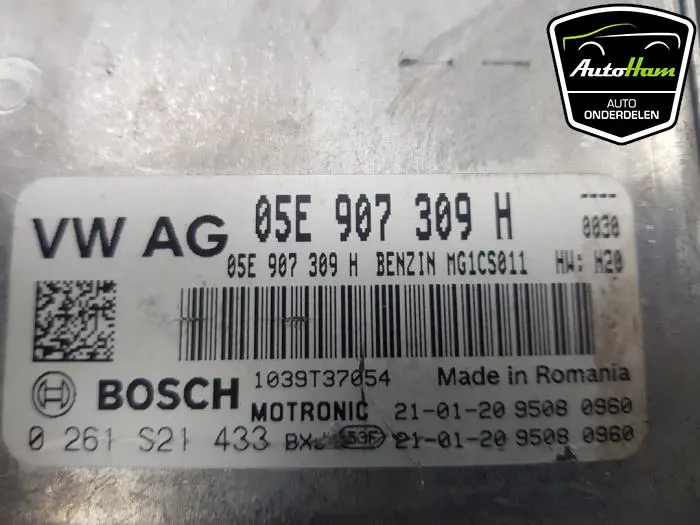 AutoHam
AUTO
ONDERDELEN
VW AG 05E 907 309 H ----
0030
05E 907 309 H BENZIN MG1CS011 HW: H20
BOSCH 1039T37054 Made in Romania
MOTRONIC 21-01-20 9508 0960
0 261 S21 433 21-01-20 9508 0960